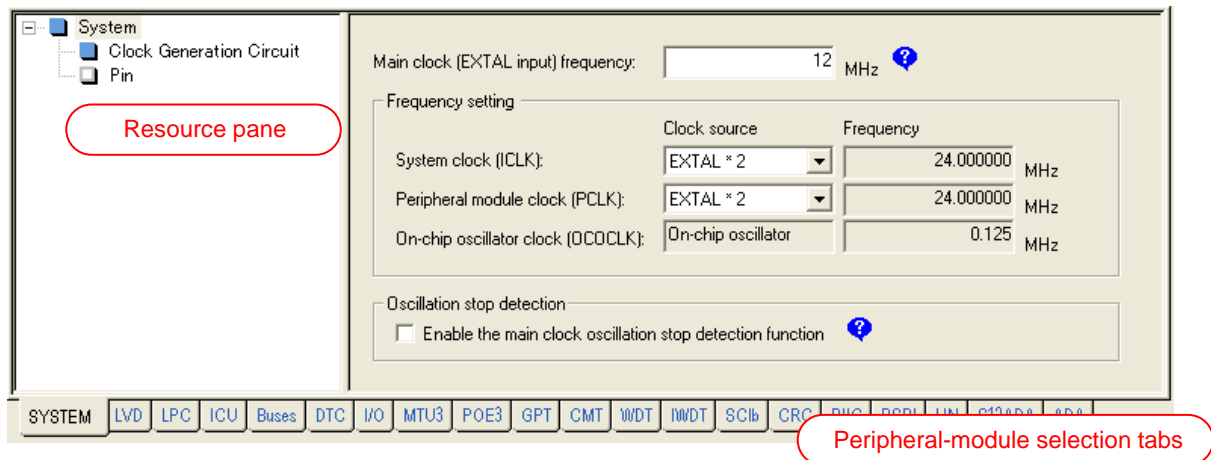 System
Clock Generation Circuit
Pin
Resource pane
Main clock (EXTAL input) frequency: 12 MHz
Frequency setting
Clock source Frequency
System clock (ICLK): EXTAL * 2 24.000000 MHz
Peripheral module clock (PCLK): EXTAL * 2 24.000000 MHz
On-chip oscillator clock (OCOCLK): On-chip oscillator 0.125 MHz
Oscillation stop detection
Enable the main clock oscillation stop detection function
SYSTEM LVD LPC ICU Buses DTC I/O MTU3 POE3 GPT CMT WDT IWDT SCIb CRC
Peripheral-module selection tabs